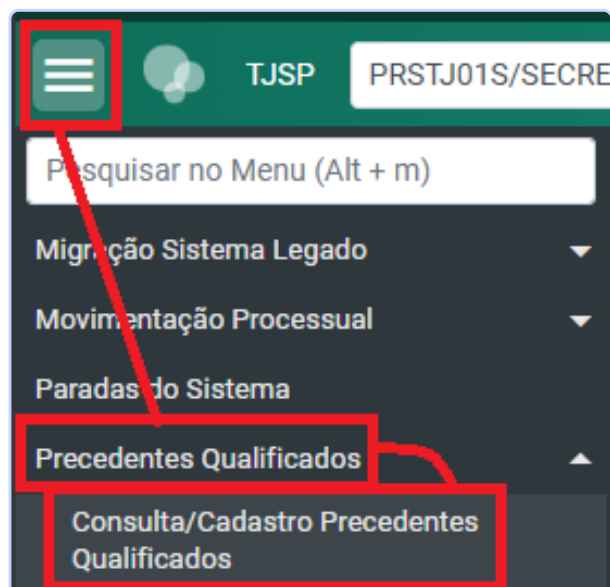 TJSP PRSTJ01S/SECRE
Pesquisar no Menu (Alt + m)
Migração Sistema Legado
Movimentação Processual
Paradas do Sistema
Precedentes Qualificados
Consulta/Cadastro Precedentes
Qualificados